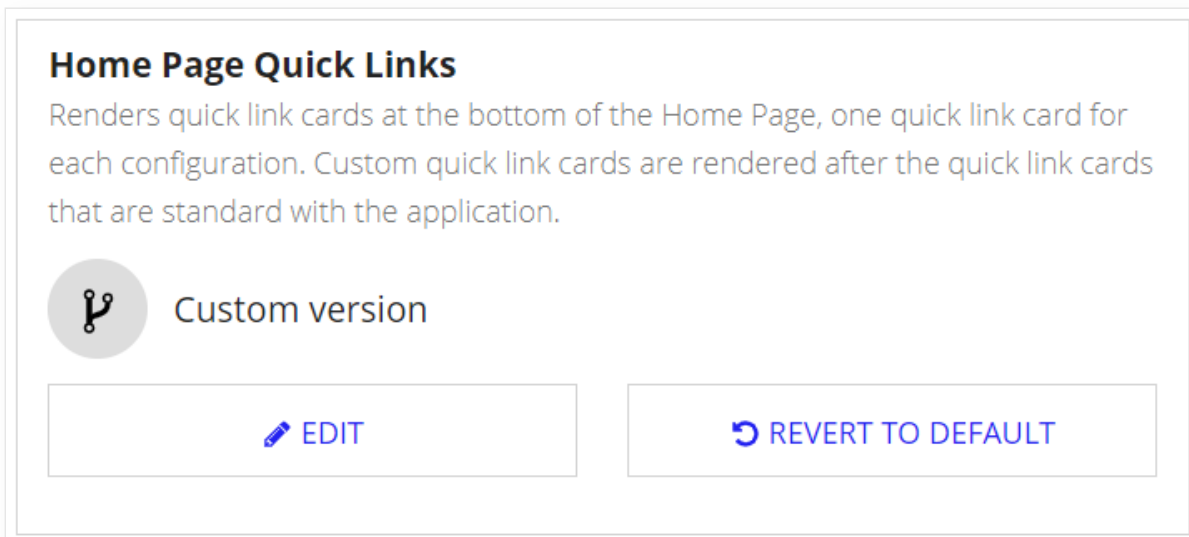 Home Page Quick Links
Renders quick link cards at the bottom of the Home Page, one quick link card for
each configuration. Custom quick link cards are rendered after the quick link cards
that are standard with the application.
Custom version
EDIT
REVERT TO DEFAULT